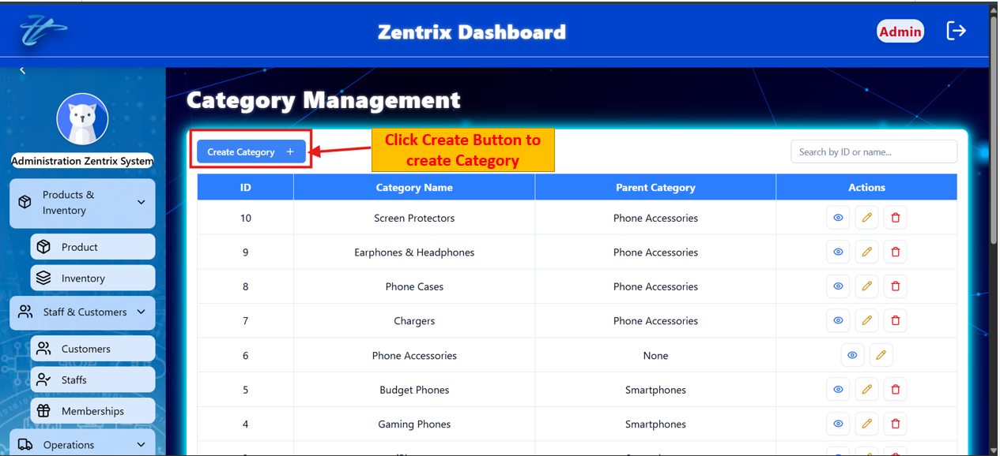 Zentrix Dashboard
Admin
Administration Zentrix System
Products &
Inventory
Product
Inventory
Staff & Customers
Customers
Staffs
Memberships
Operations
Category Management
Create Category +
Click Create Button to
create Category
Search by ID or name...
ID Category Name Parent Category Actions
10 Screen Protectors Phone Accessories
9 Earphones & Headphones Phone Accessories
8 Phone Cases Phone Accessories
7 Chargers Phone Accessories
6 Phone Accessories None
5 Budget Phones Smartphones
4 Gaming Phones Smartphones